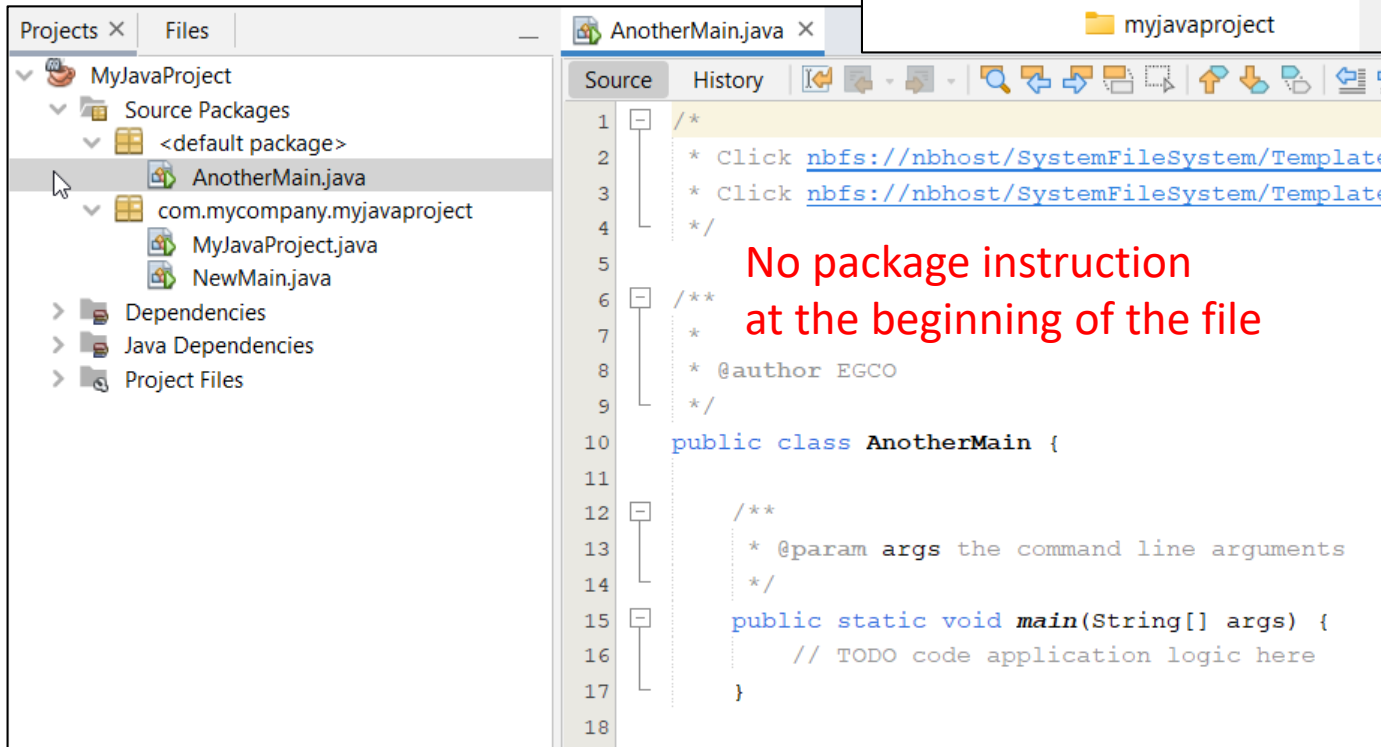 Projects
Files
MyJavaProject
Source Packages
<default package>
AnotherMain.java
com.mycompany.myjavaproject
MyJavaProject.java
NewMain.java
Dependencies
Java Dependencies
Project Files
myjavaproject
AnotherMain.java
Source History
1 /*
2 * Click nbfs://nbhost/SystemFileSystem/Template
3 * Click nbfs://nbhost/SystemFileSystem/Template
4 */
5
No package instruction
at the beginning of the file
6 /**
7 *
8 * @author EGCO
9 */
10 public class AnotherMain {
11
12 /**
13 * @param args the command line arguments
14 */
15 public static void main(String[] args) {
16 // TODO code application logic here
17 }
18